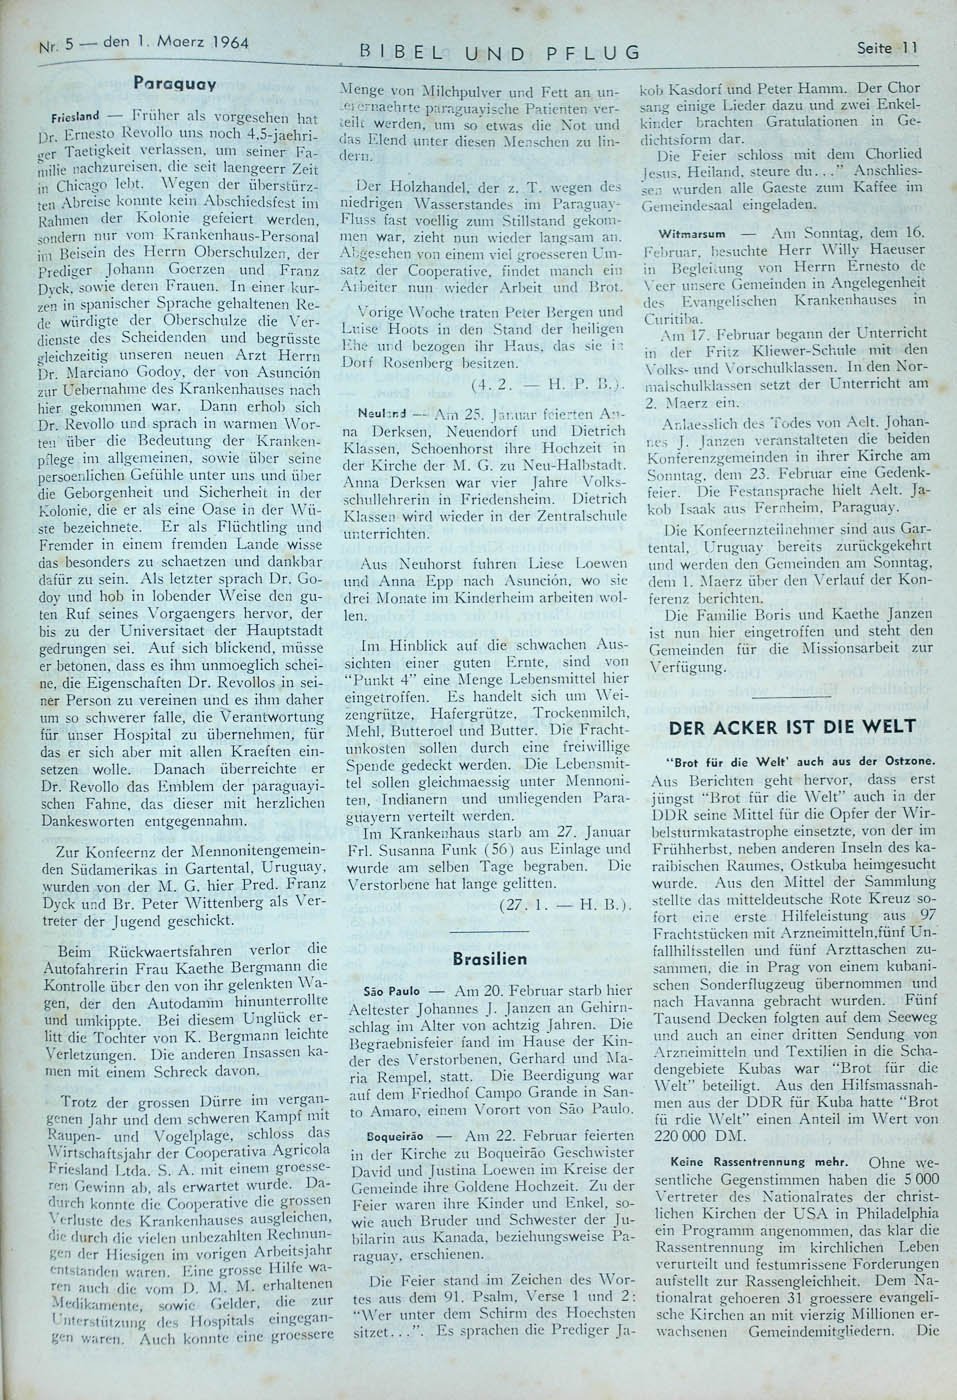 Nr. 5 — den 1. Maerz 1964
BIBEL UND PFLUG
Seite 11
Paraguay
Friesland — Früher als vorgesehen hat
Dr. Ernesto Revollo uns noch 4,5-jaehri-
ger Taetigkeit verlassen, um seiner Fa-
milie nachzureisen, die seit laengeerr Zeit
in Chicago lebt. Wegen der überstürz-
ten Abreise konnte kein Abschiedsfest im
Rahmen der Kolonie gefeiert werden,
sondern nur vom Krankenhaus-Personal
im Beisein des Herrn Oberschulzen, der
Prediger Johann Goerzen und Franz
Dyck, sowie deren Frauen. In einer kur-
zen in spanischer Sprache gehaltenen Re-
de würdigte der Oberschulze die Ver-
dienste des Scheidenden und begrüsste
gleichzeitig unseren neuen Arzt Herrn
Dr. Marciano Godoy, der von Asunción
zur Uebernahme des Krankenhauses nach
hier gekommen war. Dann erhob sich
Dr. Revollo und sprach in warmen Wor-
ten über die Bedeutung der Kranken-
pflege im allgemeinen, sowie über seine
persoenlichen Gefühle unter uns und über
die Geborgenheit und Sicherheit in der
Kolonie, die er als eine Oase in der Wü-
ste bezeichnete. Er als Flüchtling und
Fremder in einem fremden Lande wisse
das besonders zu schaetzen und dankbar
dafür zu sein. Als letzter sprach Dr. Go-
doy und hob in lobender Weise den gu-
ten Ruf seines Vorgaengers hervor, der
bis zu der Universitaet der Hauptstadt
gedrungen sei. Auf sich blickend, müsse
er betonen, dass es ihm unmoeglich schei-
ne, die Eigenschaften Dr. Revollos in sei-
ner Person zu vereinen und es ihm daher
um so schwerer falle, die Verantwortung
für unser Hospital zu übernehmen, für
das er sich aber mit allen Kraeften ein-
setzen wolle. Danach überreichte er
Dr. Revollo das Emblem der paraguayi-
schen Fahne, das dieser mit herzlichen
Dankesworten entgegennahm.
Zur Konfeernz der Mennonitengemein-
den Südamerikas in Gartental, Uruguay,
wurden von der M. G. hier Pred. Franz
Dyck und Br. Peter Wittenberg als Ver-
treter der Jugend geschickt.
Beim Rückwaertsfahren verlor die
Autofahrerin Frau Kaethe Bergmann die
Kontrolle über den von ihr gelenkten Wa-
gen, der den Autodamm hinunterrollte
und umkippte. Bei diesem Unglück er-
litt die Tochter von K. Bergmann leichte
Verletzungen. Die anderen Insassen ka-
men mit einem Schreck davon.
Trotz der grossen Dürre im vergan-
genen Jahr und dem schweren Kampf mit
Raupen- und Vogelplage, schloss das
Wirtschaftsjahr der Cooperativa Agricola
Friesland Ltda. S. A. mit einem groesse-
ren Gewinn ab, als erwartet wurde. Da-
durch konnte die Cooperative die grossen
Verluste des Krankenhauses ausgleichen,
die durch die vielen unbezahlten Rechnun-
gen der Hiesigen im vorigen Arbeitsjahr
entstanden waren. Eine grosse Hilfe wa-
ren auch die vom D. M. M. erhaltenen
Medikamente, sowie Gelder, die zur
Unterstützung des Hospitals eingegan-
gen waren. Auch konnte eine groessere
Menge von Milchpulver und Fett an un-
terernaehrte paraguayische Patienten ver-
teilt werden, um so etwas die Not und
das Elend unter diesen Menschen zu lin-
dern.
Der Holzhandel, der z. T. wegen des
niedrigen Wasserstandes im Paraguay-
Fluss fast voellig zum Stillstand gekom-
men war, zieht nun wieder langsam an.
Abgesehen von einem viel groesseren Um-
satz der Cooperative, findet manch ein
Arbeiter nun wieder Arbeit und Brot.
Vorige Woche traten Peter Bergen und
Luise Hoots in den Stand der heiligen
Ehe und bezogen ihr Haus, das sie in
Dorf Rosenberg besitzen.
(4. 2. — H. P. B.).
Neuland — Am 25. Januar feierten An-
na Derksen, Neuendorf und Dietrich
Klassen, Schoenhorst ihre Hochzeit in
der Kirche der M. G. zu Neu-Halbstadt.
Anna Derksen war vier Jahre Volks-
schullehrerin in Friedensheim. Dietrich
Klassen wird wieder in der Zentralschule
unterrichten.
Aus Neuhorst fuhren Liese Loewen
und Anna Epp nach Asunción, wo sie
drei Monate im Kinderheim arbeiten wol-
len.
Im Hinblick auf die schwachen Aus-
sichten einer guten Ernte, sind von
"Punkt 4" eine Menge Lebensmittel hier
eingetroffen. Es handelt sich um Wei-
zengrütze, Hafergrütze, Trockenmilch,
Mehl, Butteroel und Butter. Die Fracht-
unkosten sollen durch eine freiwillige
Spende gedeckt werden. Die Lebensmit-
tel sollen gleichmaessig unter Mennoni-
ten, Indianern und umliegenden Para-
guayern verteilt werden.
Im Krankenhaus starb am 27. Januar
Frl. Susanna Funk (56) aus Einlage und
wurde am selben Tage begraben. Die
Verstorbene hat lange gelitten.
(27. 1. — H. B.).
Brasilien
São Paulo — Am 20. Februar starb hier
Aeltester Johannes J. Janzen an Gehirn-
schlag im Alter von achtzig Jahren. Die
Begraebnisfeier fand im Hause der Kin-
der des Verstorbenen, Gerhard und Ma-
ria Rempel, statt. Die Beerdigung war
auf dem Friedhof Campo Grande in San-
to Amaro, einem Vorort von São Paulo.
Boqueirão — Am 22. Februar feierten
in der Kirche zu Boqueirão Geschwister
David und Justina Loewen im Kreise der
Gemeinde ihre Goldene Hochzeit. Zu der
Feier waren ihre Kinder und Enkel, so-
wie auch Bruder und Schwester der Ju-
bilarin aus Kanada, beziehungsweise Pa-
raguay, erschienen.
Die Feier stand im Zeichen des Wor-
tes aus dem 91. Psalm, Verse 1 und 2:
"Wer unter dem Schirm des Hoechsten
sitzet...". Es sprachen die Prediger Ja-
kob Kasdorf und Peter Hamm. Der Chor
sang einige Lieder dazu und zwei Enkel-
kinder brachten Gratulationen in Ge-
dichtsform dar.
Die Feier schloss mit dem Chorlied
Jesus, Heiland, steure du..." Anschlies-
sen wurden alle Gaeste zum Kaffee im
Gemeindesaal eingeladen.
Witmarsum — Am Sonntag, dem 16.
Februar, besuchte Herr Willy Haeuser
in Begleitung von Herrn Ernesto de
Veer unsere Gemeinden in Angelegenheit
des Evangelischen Krankenhauses in
Curitiba.
Am 17. Februar begann der Unterricht
in der Fritz Kliewer-Schule mit den
Volks- und Vorschulklassen. In den Nor-
malschulklassen setzt der Unterricht am
2. Maerz ein.
Anlaesslich des Todes von Aelt. Johan-
nes J. Janzen veranstalteten die beiden
Konferenzgemeinden in ihrer Kirche am
Sonntag, dem 23. Februar eine Gedenk-
feier. Die Festansprache hielt Aelt. Ja-
kob Isaak aus Fernheim, Paraguay.
Die Konfeernzteilnehmer sind aus Gar-
tental, Uruguay bereits zurückgekehrt
und werden den Gemeinden am Sonntag,
dem 1. Maerz über den Verlauf der Kon-
ferenz berichten.
Die Familie Boris und Kaethe Janzen
ist nun hier eingetroffen und steht den
Gemeinden für die Missionsarbeit zur
Verfügung.
DER ACKER IST DIE WELT
"Brot für die Welt' auch aus der Ostzone.
Aus Berichten geht hervor, dass erst
jüngst "Brot für die Welt" auch in der
DDR seine Mittel für die Opfer der Wir-
belsturmkatastrophe einsetzte, von der im
Frühherbst, neben anderen Inseln des ka-
raibischen Raumes, Ostkuba heimgesucht
wurde. Aus den Mittel der Sammlung
stellte das mitteldeutsche Rote Kreuz so-
fort eine erste Hilfeleistung aus 97
Frachtstücken mit Arzneimitteln,fünf Un-
fallhilfsstellen und fünf Arzttaschen zu-
sammen, die in Prag von einem kubani-
schen Sonderflugzeug übernommen und
nach Havanna gebracht wurden. Fünf
Tausend Decken folgten auf dem Seeweg
und auch an einer dritten Sendung von
Arzneimitteln und Textilien in die Scha-
dengebiete Kubas war "Brot für die
Welt" beteiligt. Aus den Hilfsmassnah-
men aus der DDR für Kuba hatte "Brot
fü rdie Welt" einen Anteil im Wert von
220 000 DM.
Keine Rassentrennung mehr. Ohne we-
sentliche Gegenstimmen haben die 5 000
Vertreter des Nationalrates der christ-
lichen Kirchen der USA in Philadelphia
ein Programm angenommen, das klar die
Rassentrennung im kirchlichen Leben
verurteilt und festumrissene Forderungen
aufstellt zur Rassengleichheit. Dem Na-
tionalrat gehoeren 31 groessere evangeli-
sche Kirchen an mit vierzig Millionen er-
wachsenen Gemeindemitgliedern. Die